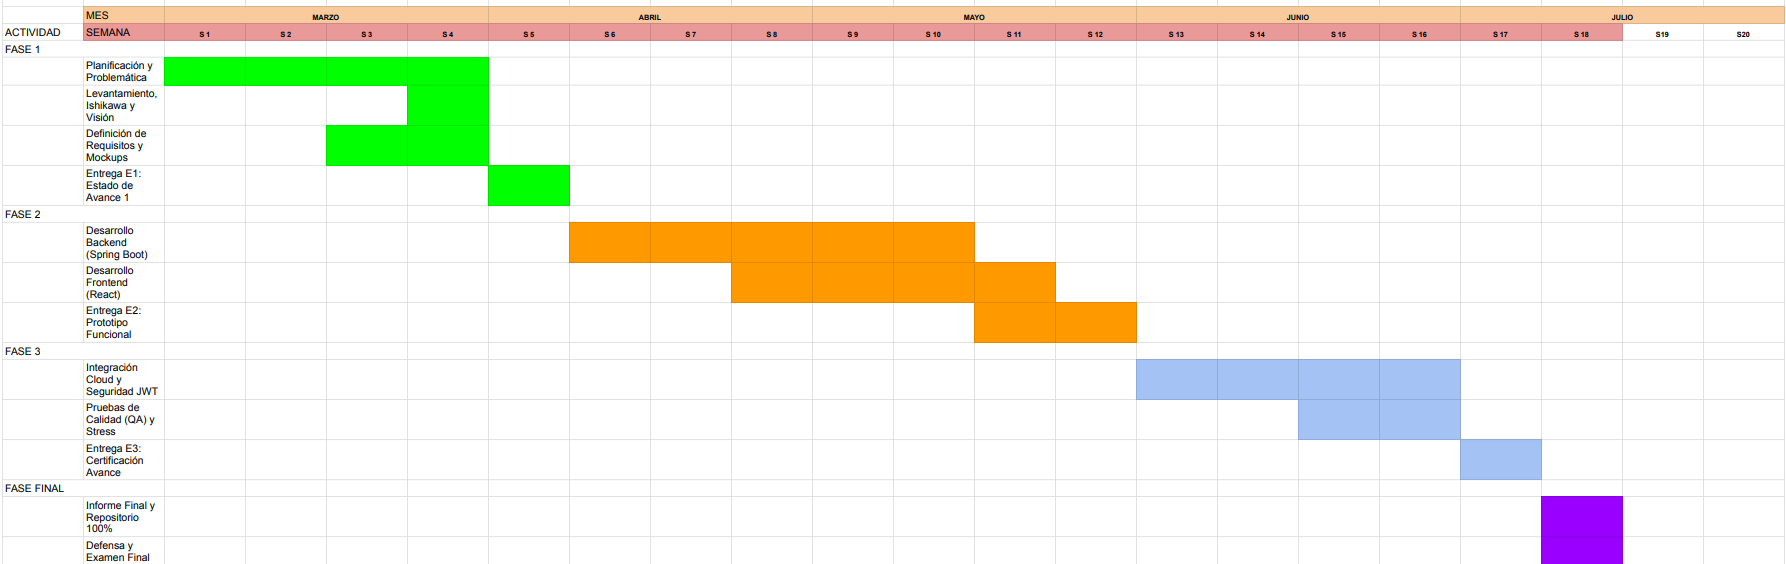 MES
MARZO ABRIL MAYO JUNIO JULIO
ACTIVIDAD SEMANA S 1 S 2 S 3 S 4 S 5 S 6 S 7 S 8 S 9 S 10 S 11 S 12 S 13 S 14 S 15 S 16 S 17 S 18 S19 S20
FASE 1
Planificación y
Problemática
Levantamiento,
Ishikawa y
Visión
Definición de
Requisitos y
Mockups
Entrega E1:
Estado de
Avance 1
FASE 2
Desarrollo
Backend
(Spring Boot)
Desarrollo
Frontend
(React)
Entrega E2:
Prototipo
Funcional
FASE 3
Integración
Cloud y
Seguridad JWT
Pruebas de
Calidad (QA) y
Stress
Entrega E3:
Certificación
Avance
FASE FINAL
Informe Final y
Repositorio
100%
Defensa y
Examen Final